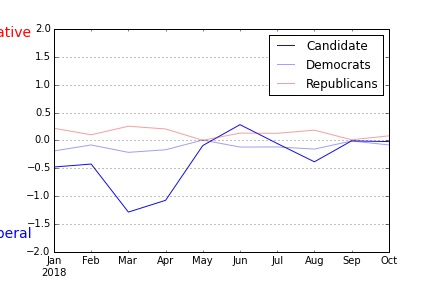 ative
2.0
1.5
1.0
0.5
0.0
−0.5
−1.0
−1.5
−2.0
beral
Candidate
Democrats
Republicans
Jan Feb Mar Apr May Jun Jul Aug Sep Oct
2018